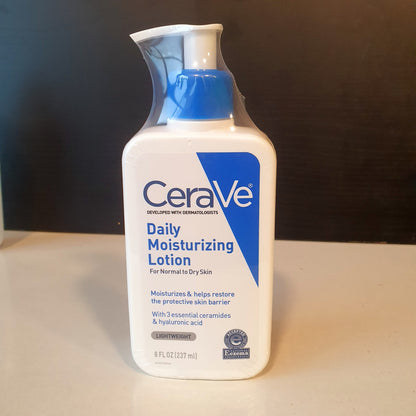 CeraVe®
DEVELOPED WITH DERMATOLOGISTS
Daily
Moisturizing
Lotion
For Normal to Dry Skin
Moisturizes & helps restore
the protective skin barrier
With 3 essential ceramides
& hyaluronic acid
LIGHTWEIGHT
8 FL OZ (237 ml)
Eczema